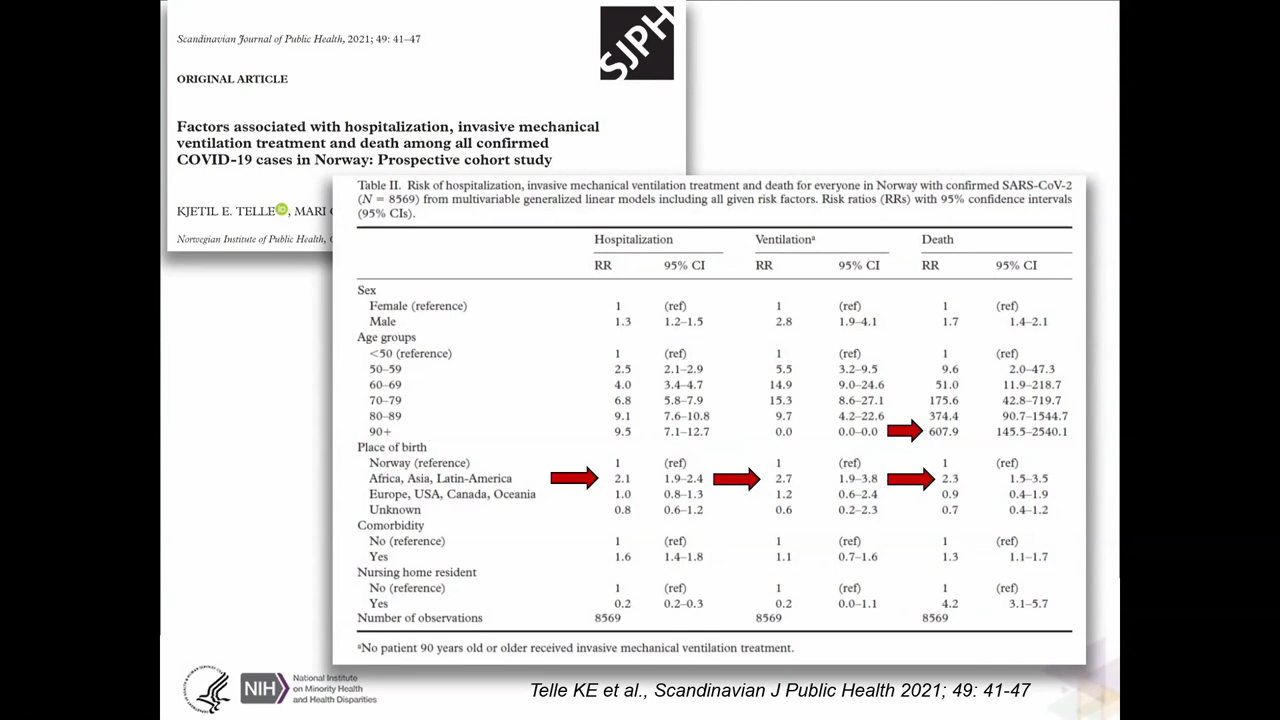 Scandinavian Journal of Public Health, 2021; 49: 41–47
SJPH
ORIGINAL ARTICLE
Factors associated with hospitalization, invasive mechanical
ventilation treatment and death among all confirmed
COVID-19 cases in Norway: Prospective cohort study
KJETIL E. TELLE iD, MARI
Norwegian Institute of Public Health,
Table II. Risk of hospitalization, invasive mechanical ventilation treatment and death for everyone in Norway with confirmed SARS-CoV-2
(N = 8569) from multivariable generalized linear models including all given risk factors. Risk ratios (RRs) with 95% confidence intervals
(95% CIs).
Hospitalization Ventilationᵃ Death
RR 95% CI RR 95% CI RR 95% CI
Sex
Female (reference) 1 (ref) 1 (ref) 1 (ref)
Male 1.3 1.2–1.5 2.8 1.9–4.1 1.7 1.4–2.1
Age groups
<50 (reference) 1 (ref) 1 (ref) 1 (ref)
50–59 2.5 2.1–2.9 5.5 3.2–9.5 9.6 2.0–47.3
60–69 4.0 3.4–4.7 14.9 9.0–24.6 51.0 11.9–218.7
70–79 6.8 5.8–7.9 15.3 8.6–27.1 175.6 42.8–719.7
80–89 9.1 7.6–10.8 9.7 4.2–22.6 374.4 90.7–1544.7
90+ 9.5 7.1–12.7 0.0 0.0–0.0 607.9 145.5–2540.1
Place of birth
Norway (reference) 1 (ref) 1 (ref) 1 (ref)
Africa, Asia, Latin-America 2.1 1.9–2.4 2.7 1.9–3.8 2.3 1.5–3.5
Europe, USA, Canada, Oceania 1.0 0.8–1.3 1.2 0.6–2.4 0.9 0.4–1.9
Unknown 0.8 0.6–1.2 0.6 0.2–2.3 0.7 0.4–1.2
Comorbidity
No (reference) 1 (ref) 1 (ref) 1 (ref)
Yes 1.6 1.4–1.8 1.1 0.7–1.6 1.3 1.1–1.7
Nursing home resident
No (reference) 1 (ref) 1 (ref) 1 (ref)
Yes 0.2 0.2–0.3 0.2 0.0–1.1 4.2 3.1–5.7
Number of observations 8569 8569 8569
ᵃNo patient 90 years old or older received invasive mechanical ventilation treatment.
NIH
National Institute
on Minority Health
and Health Disparities
Telle KE et al., Scandinavian J Public Health 2021; 49: 41-47